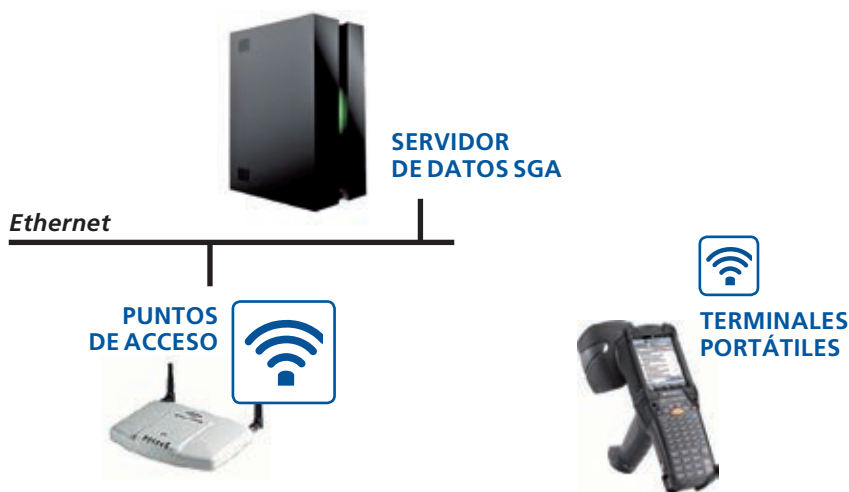 SERVIDOR
DE DATOS SGA
Ethernet
PUNTOS
DE ACCESO
TERMINALES
PORTÁTILES